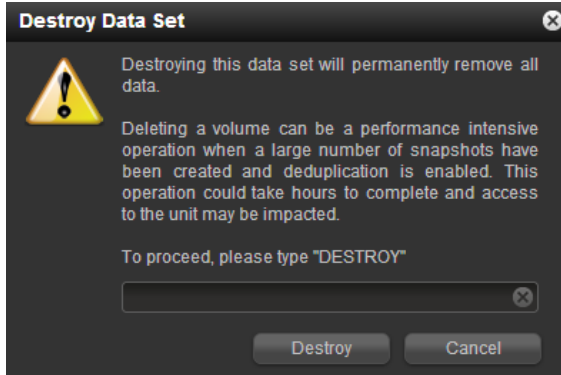 Destroy Data Set
Destroying this data set will permanently remove all
data.
Deleting a volume can be a performance intensive
operation when a large number of snapshots have
been created and deduplication is enabled. This
operation could take hours to complete and access
to the unit may be impacted.
To proceed, please type "DESTROY"
Destroy
Cancel